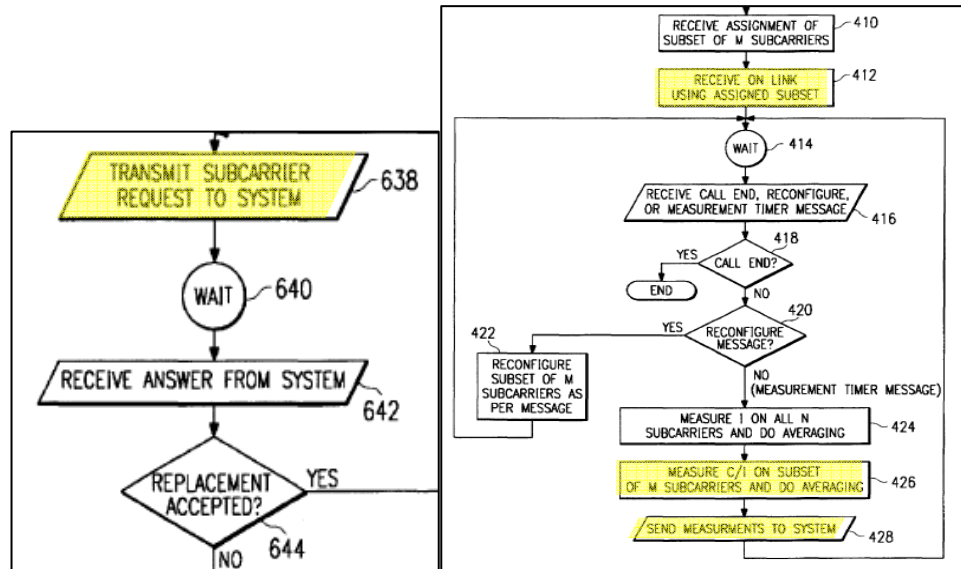 TRANSMIT SUBCARRIER
REQUEST TO SYSTEM
638
WAIT
640
RECEIVE ANSWER FROM SYSTEM
642
REPLACEMENT
ACCEPTED?
YES
644
NO
RECEIVE ASSIGNMENT OF
SUBSET OF M SUBCARRIERS
410
RECEIVE ON LINK
USING ASSIGNED SUBSET
412
WAIT
414
RECEIVE CALL END, RECONFIGURE,
OR MEASUREMENT TIMER MESSAGE
416
418
YES
CALL END?
END
NO
420
YES
RECONFIGURE
MESSAGE?
422
RECONFIGURE
SUBSET OF M
SUBCARRIERS AS
PER MESSAGE
NO
(MEASUREMENT TIMER MESSAGE)
MEASURE I ON ALL N
SUBCARRIERS AND DO AVERAGING
424
MEASURE C/I ON SUBSET
OF M SUBCARRIERS AND DO AVERAGING
426
SEND MEASURMENTS TO SYSTEM
428